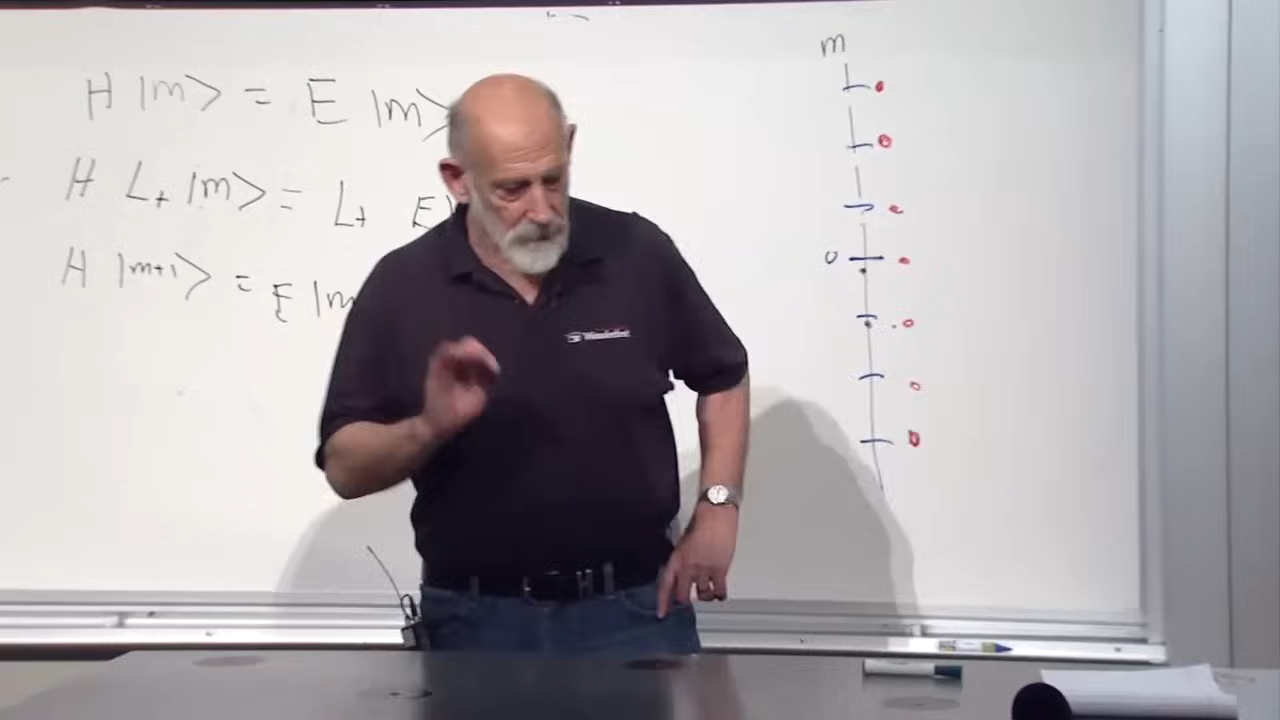 H |m> = E |m>
H L+ |m> = L+ E
H |m+1> = E |m
m
0